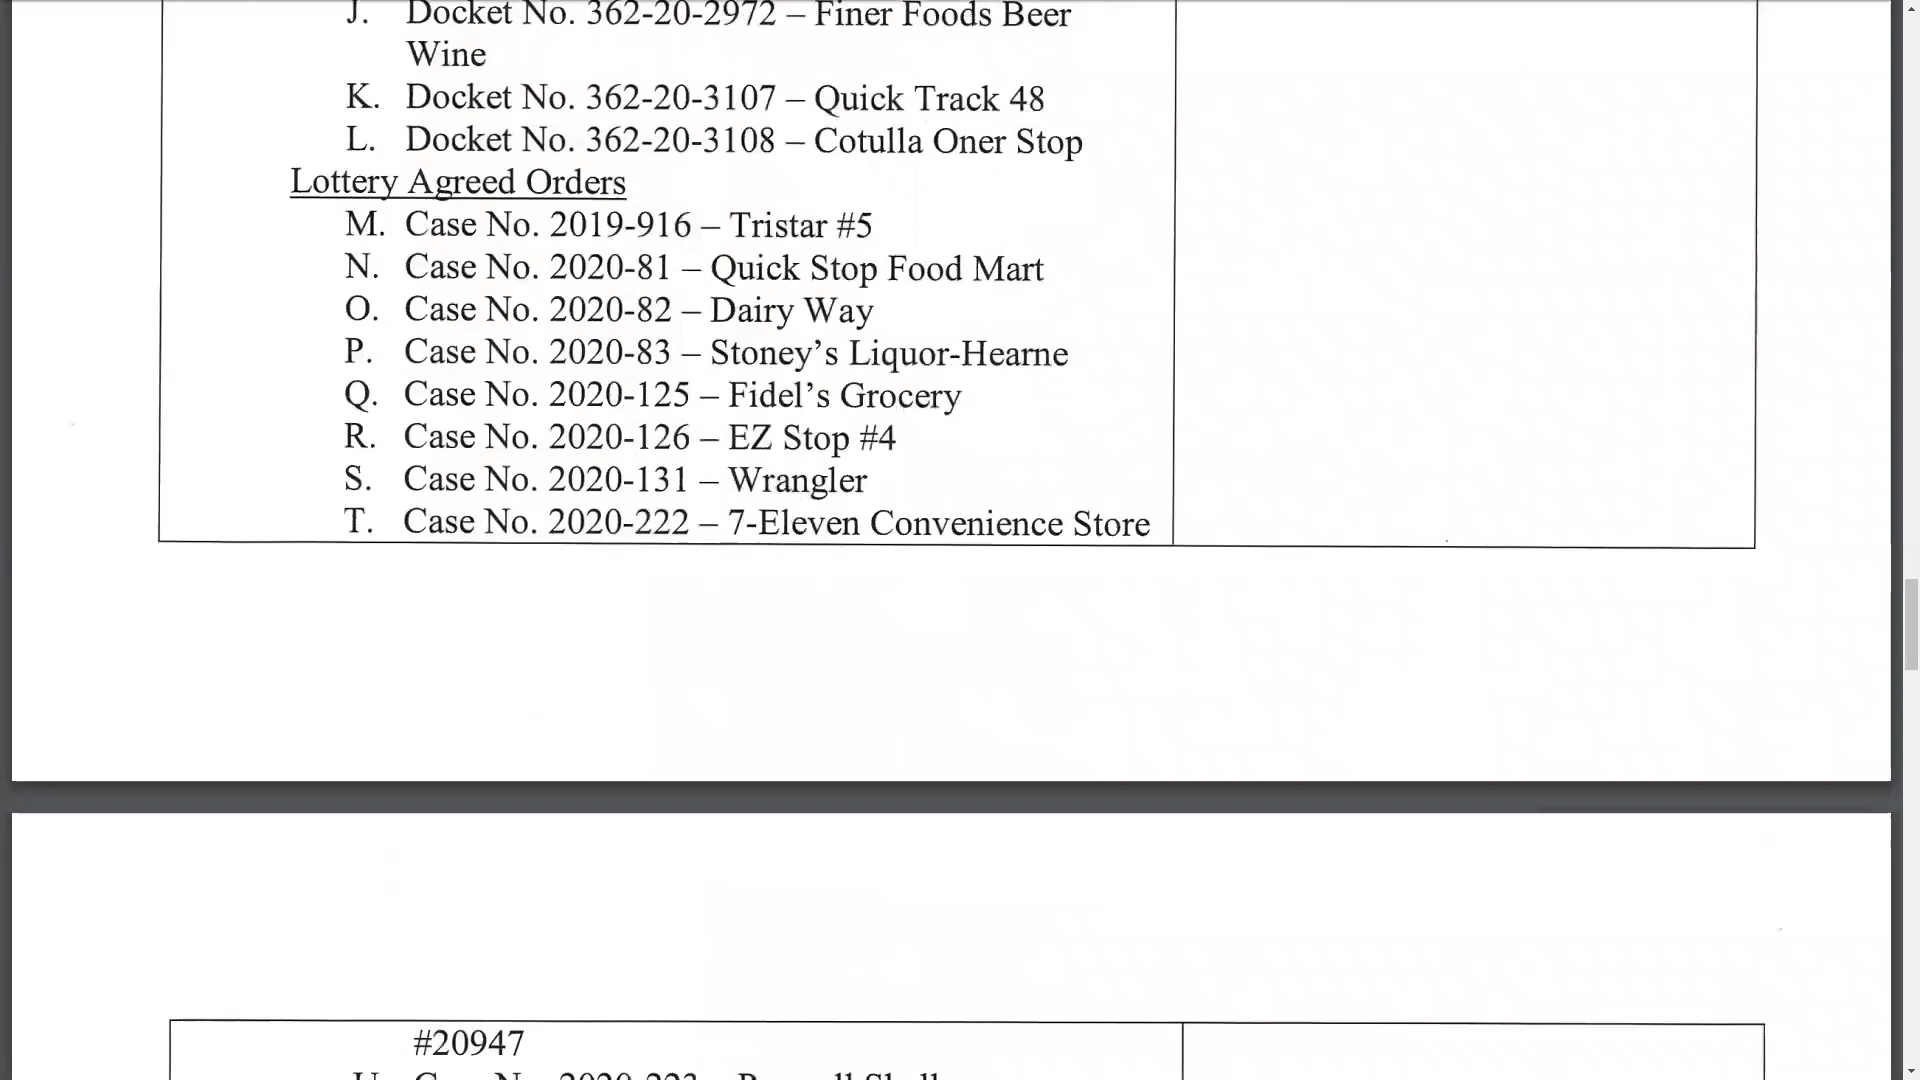 J. Docket No. 362-20-2972 – Finer Foods Beer
Wine
K. Docket No. 362-20-3107 – Quick Track 48
L. Docket No. 362-20-3108 – Cotulla Oner Stop
Lottery Agreed Orders
M. Case No. 2019-916 – Tristar #5
N. Case No. 2020-81 – Quick Stop Food Mart
O. Case No. 2020-82 – Dairy Way
P. Case No. 2020-83 – Stoney’s Liquor-Hearne
Q. Case No. 2020-125 – Fidel’s Grocery
R. Case No. 2020-126 – EZ Stop #4
S. Case No. 2020-131 – Wrangler
T. Case No. 2020-222 – 7-Eleven Convenience Store
#20947
U. Case No. 2020-223 –